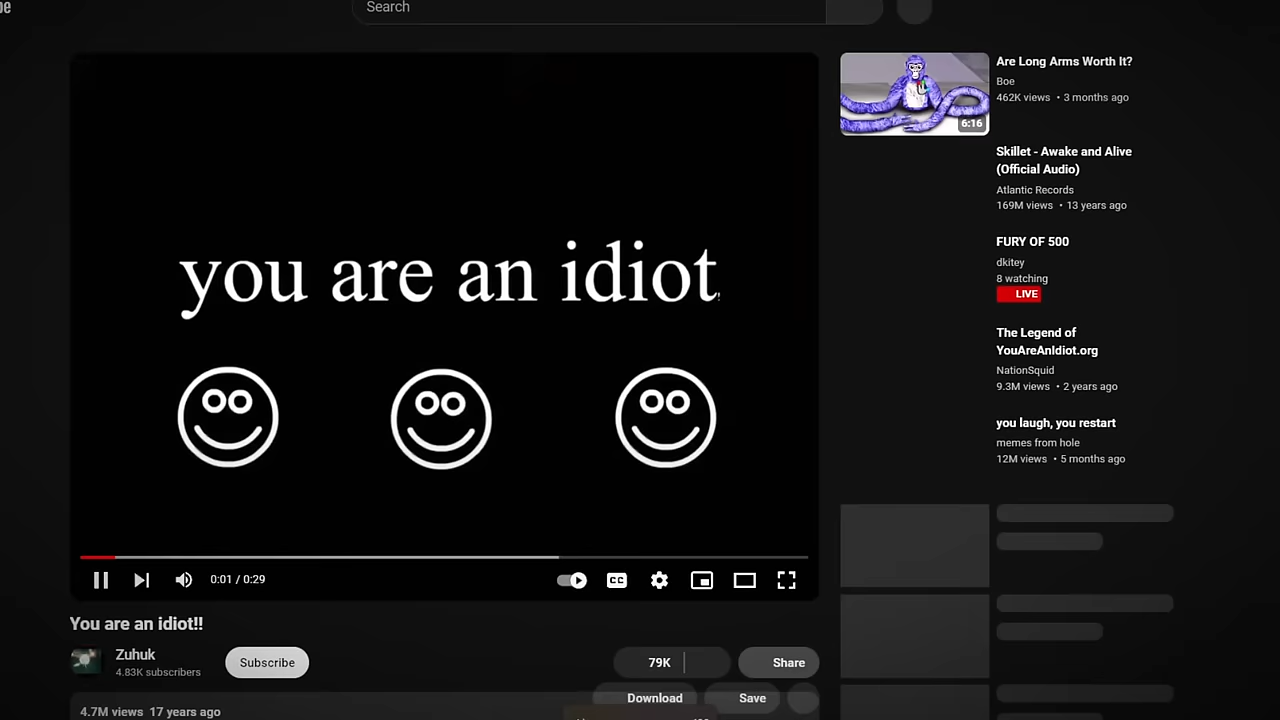 Search
you are an idiot!
0:01 / 0:29
CC
You are an idiot!!
Zuhuk
4.83K subscribers
Subscribe
79K
Share
Download
Save
4.7M views 17 years ago
6:16
Are Long Arms Worth It?
Boe
462K views • 3 months ago
Skillet - Awake and Alive
(Official Audio)
Atlantic Records
169M views • 13 years ago
FURY OF 500
dkitey
8 watching
LIVE
The Legend of
YouAreAnIdiot.org
NationSquid
9.3M views • 2 years ago
you laugh, you restart
memes from hole
12M views • 5 months ago